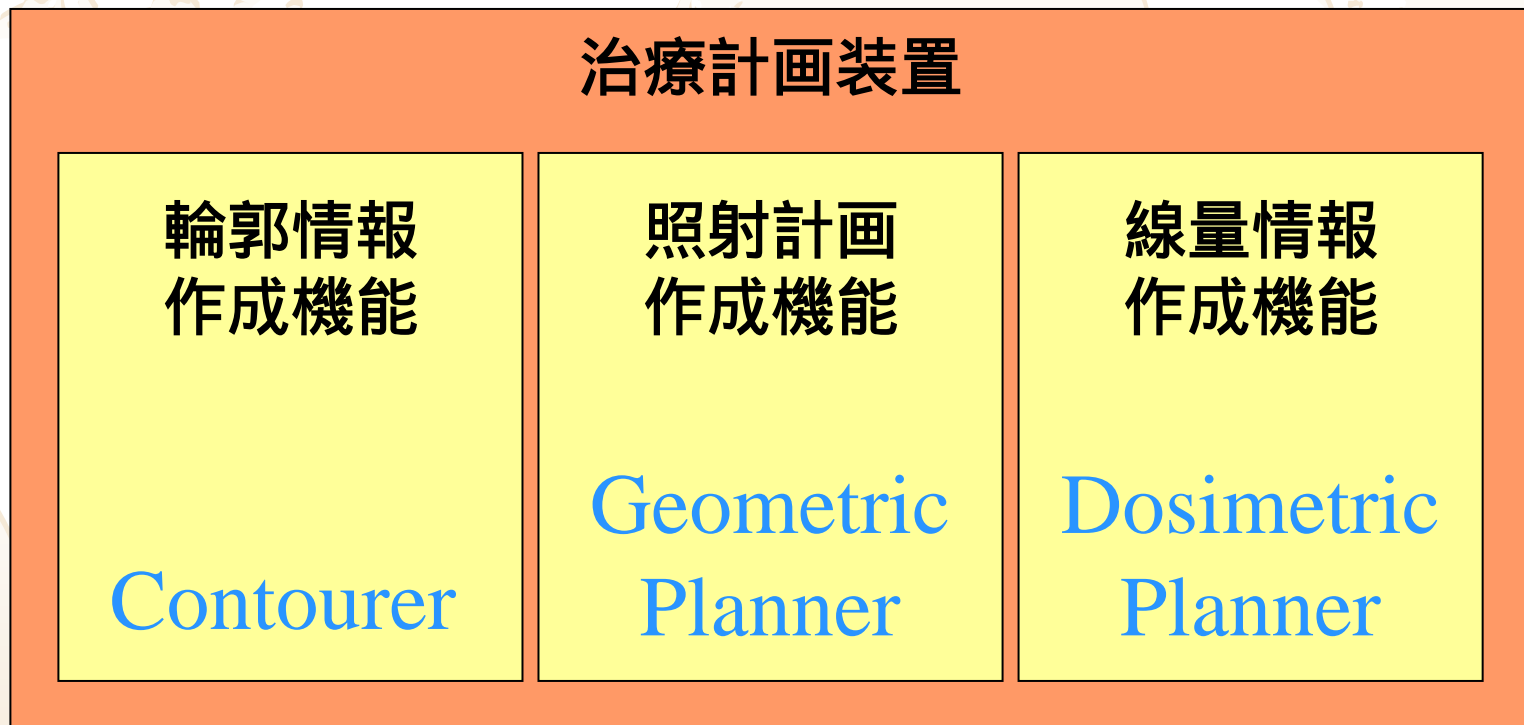 治療計画装置
輪郭情報
作成機能
Contourer
照射計画
作成機能
Geometric
Planner
線量情報
作成機能
Dosimetric
Planner